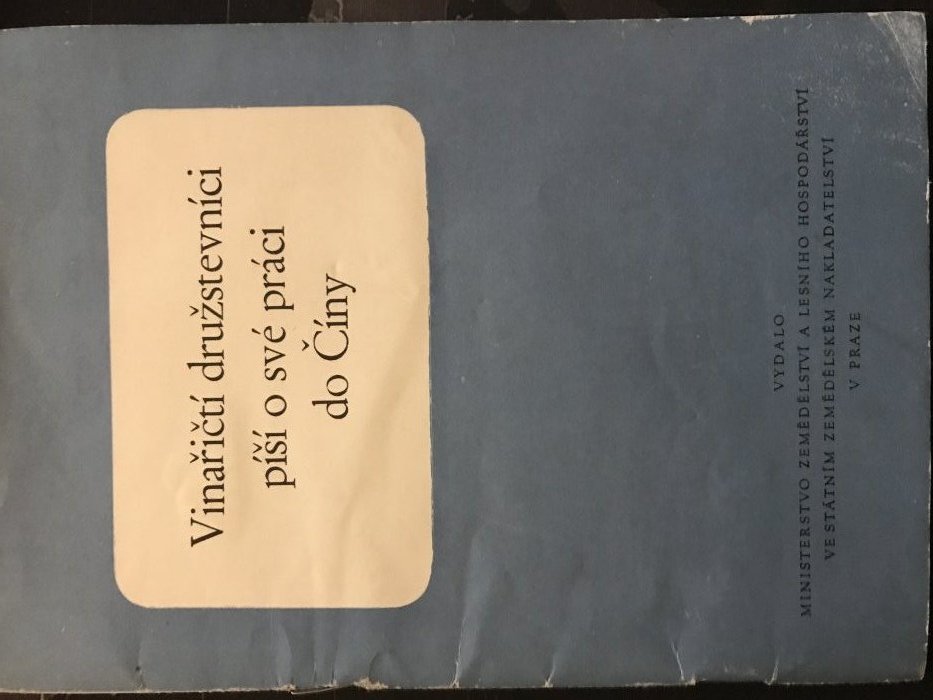 Vinařičtí družstevníci
píší o své práci
do Číny
VYDALO
MINISTERSTVO ZEMĚDĚLSTVÍ A LESNÍHO HOSPODÁŘSTVÍ
VE STÁTNÍM ZEMĚDĚLSKÉM NAKLADATELSTVÍ
V PRAZE